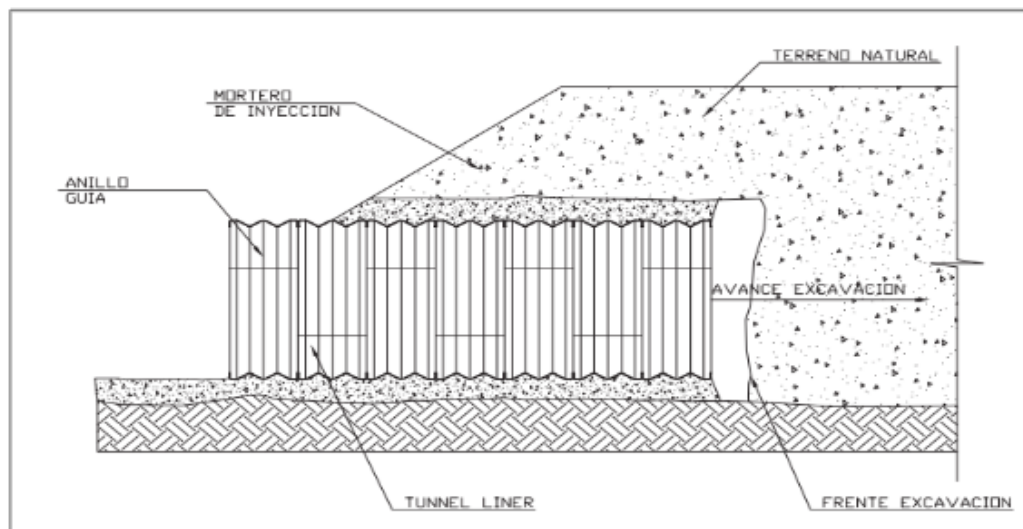 TERRENO NATURAL
MORTERO
DE INYECCION
ANILLO
GUIA
AVANCE EXCAVACION
TUNNEL LINER
FRENTE EXCAVACION